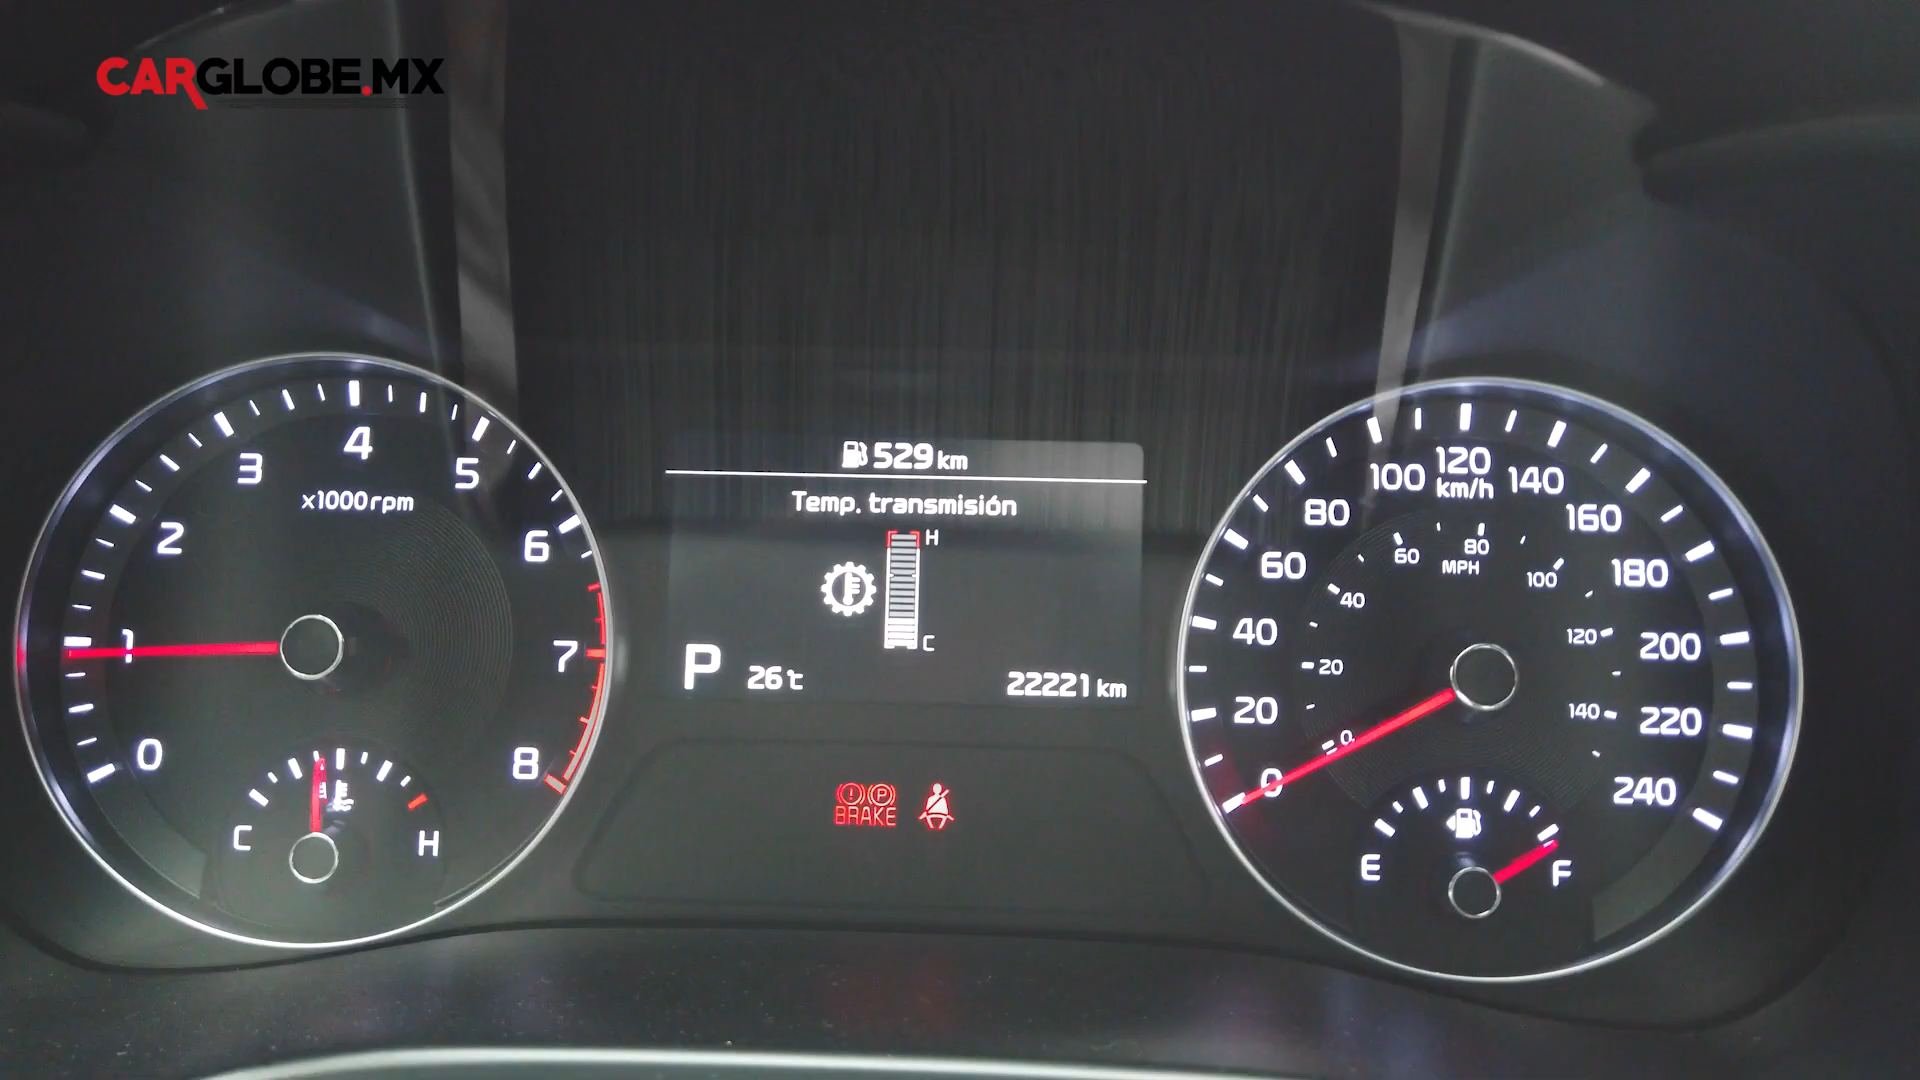 CARGLOBE.MX
0
1
2
3
4
5
6
7
8
x1000rpm
C
H
529 km
Temp. transmisión
H
C
P
26℃
22221 km
(!) (P)
BRAKE
0
20
40
60
80
100
120
140
160
180
200
220
240
km/h
0
20
40
60
80
100
120
140
MPH
E
F